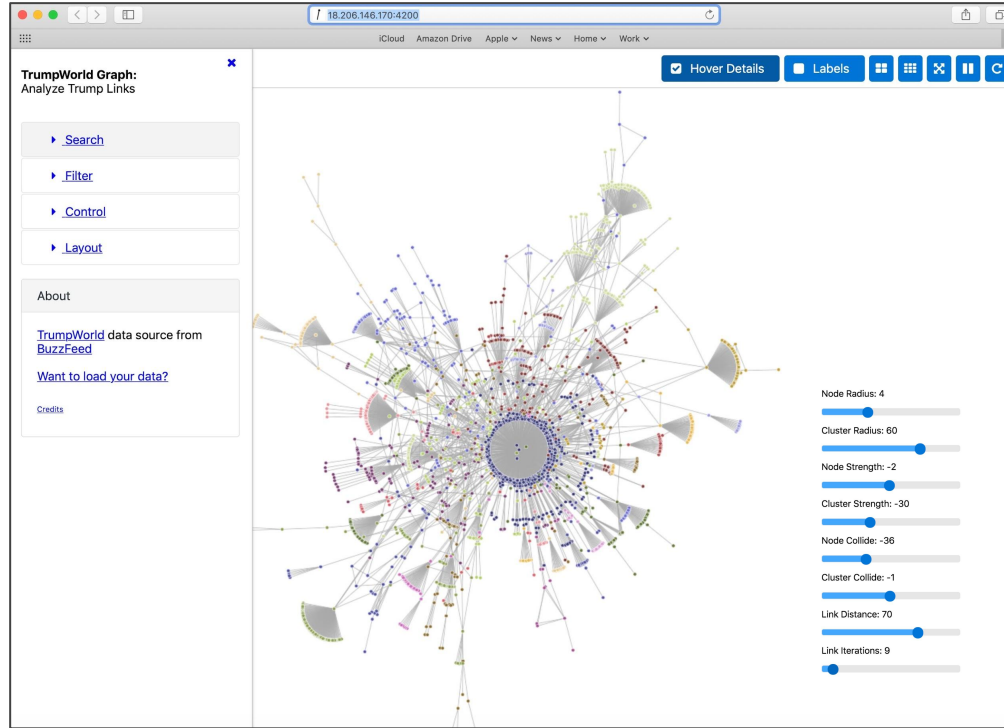 18.206.146.170:4200
iCloud Amazon Drive Apple News Home Work
TrumpWorld Graph:
Analyze Trump Links
Search
Filter
Control
Layout
About
TrumpWorld data source from
BuzzFeed
Want to load your data?
Credits
Hover Details Labels
Node Radius: 4
Cluster Radius: 60
Node Strength: -2
Cluster Strength: -30
Node Collide: -36
Cluster Collide: -1
Link Distance: 70
Link Iterations: 9